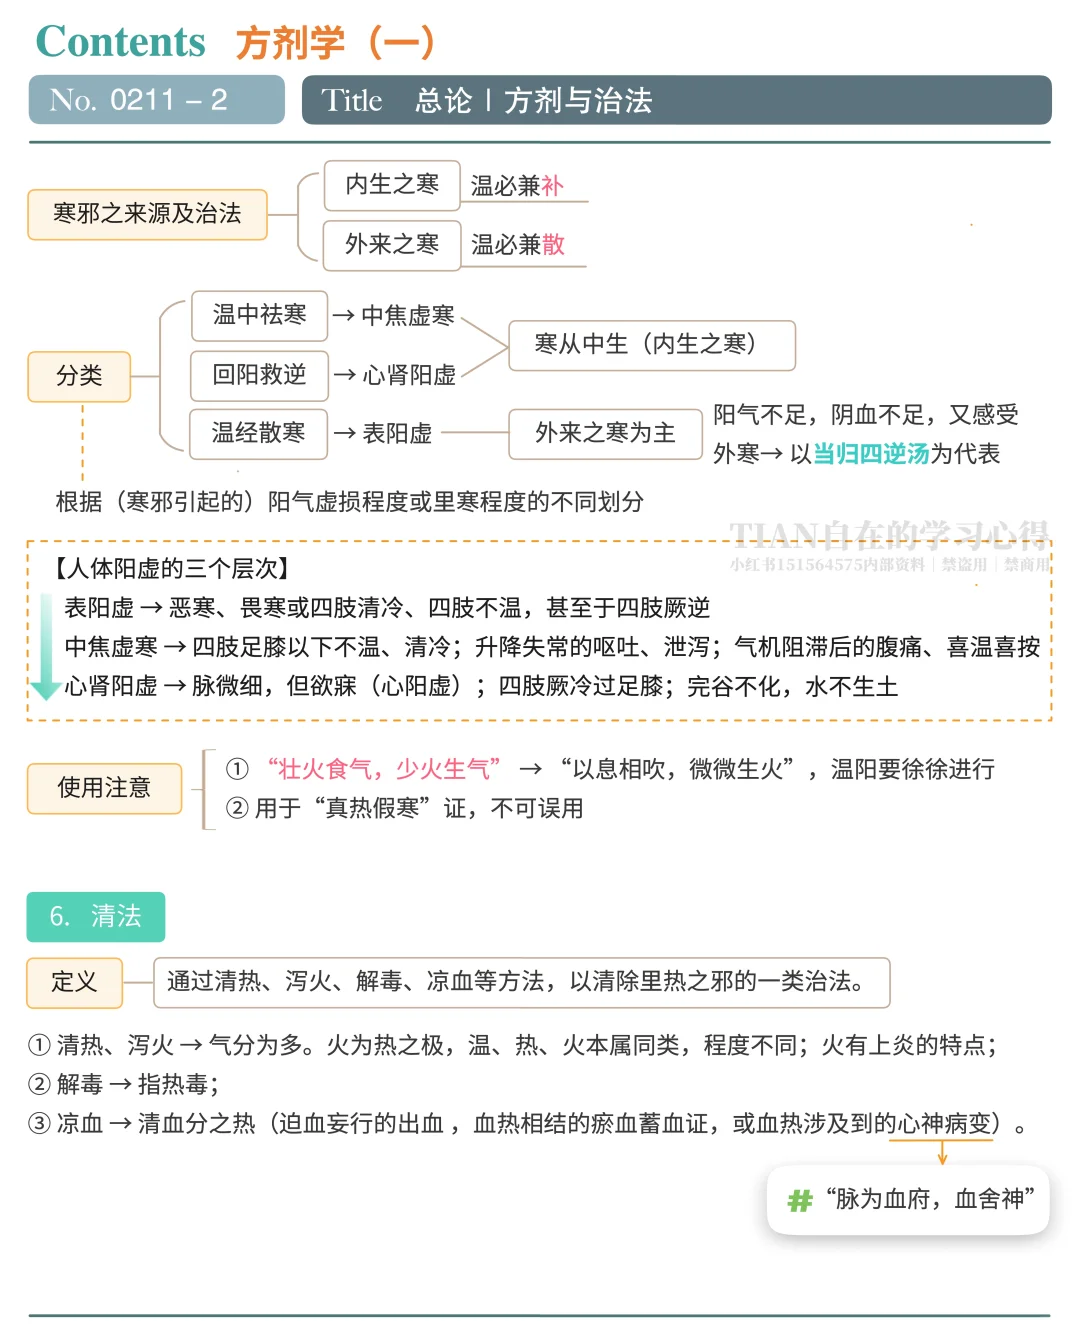 Contents 方剂学（一）
No. 0211 – 2
Title 总论 | 方剂与治法
寒邪之来源及治法
内生之寒 温必兼补
外来之寒 温必兼散
分类
温中祛寒 → 中焦虚寒
回阳救逆 → 心肾阳虚
寒从中生（内生之寒）
温经散寒 → 表阳虚
外来之寒为主
阳气不足，阴血不足，又感受
外寒→ 以当归四逆汤为代表
根据（寒邪引起的）阳气虚损程度或里寒程度的不同划分
TIAN自在的学习心得
小红书151564575内部资料｜禁盗用｜禁商用
【人体阳虚的三个层次】
表阳虚 → 恶寒、畏寒或四肢清冷、四肢不温，甚至于四肢厥逆
中焦虚寒 → 四肢足膝以下不温、清冷；升降失常的呕吐、泄泻；气机阻滞后的腹痛、喜温喜按
心肾阳虚 → 脉微细，但欲寐（心阳虚）；四肢厥冷过足膝；完谷不化，水不生土
使用注意
① “壮火食气，少火生气” → “以息相吹，微微生火”，温阳要徐徐进行
② 用于“真热假寒”证，不可误用
6. 清法
定义
通过清热、泻火、解毒、凉血等方法，以清除里热之邪的一类治法。
① 清热、泻火 → 气分为多。火为热之极，温、热、火本属同类，程度不同；火有上炎的特点；
② 解毒 → 指热毒；
③ 凉血 → 清血分之热（迫血妄行的出血 ，血热相结的瘀血蓄血证，或血热涉及到的心神病变）。
# “脉为血府，血舍神”